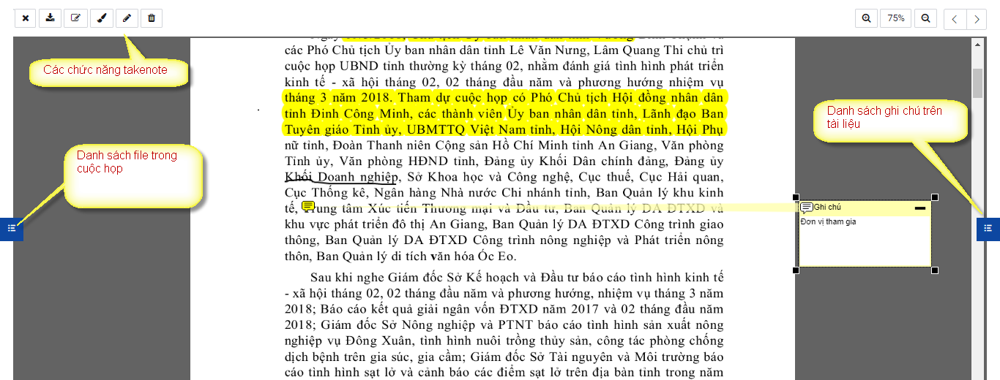 75%
Các chức năng takenote
các Phó Chủ tịch Ủy ban nhân dân tỉnh Lê Văn Nưng, Lâm Quang Thi chủ trì
cuộc họp UBND tỉnh thường kỳ tháng 02, nhằm đánh giá tình hình phát triển
kinh tế - xã hội tháng 02, 02 tháng đầu năm và phương hướng nhiệm vụ
tháng 3 năm 2018. Tham dự cuộc họp có Phó Chủ tịch Hội đồng nhân dân
tỉnh Đinh Công Minh, các thành viên Ủy ban nhân dân tỉnh, Lãnh đạo Ban
Tuyên giáo Tỉnh ủy, UBMTTQ Việt Nam tỉnh, Hội Nông dân tỉnh, Hội Phụ
nữ tỉnh, Đoàn Thanh niên Cộng sản Hồ Chí Minh tỉnh An Giang, Văn phòng
Tỉnh ủy, Văn phòng HĐND tỉnh, Đảng ủy Khối Dân chính đảng, Đảng ủy
Khối Doanh nghiệp, Sở Khoa học và Công nghệ, Cục thuế, Cục Hải quan,
Cục Thống kê, Ngân hàng Nhà nước Chi nhánh tỉnh, Ban Quản lý khu kinh
tế, Trung tâm Xúc tiến Thương mại và Đầu tư, Ban Quản lý DA ĐTXD và
khu vực phát triển đô thị An Giang, Ban Quản lý DA ĐTXD Công trình giao
thông, Ban Quản lý DA ĐTXD Công trình nông nghiệp và Phát triển nông
thôn, Ban Quản lý di tích văn hóa Óc Eo.
Sau khi nghe Giám đốc Sở Kế hoạch và Đầu tư báo cáo tình hình kinh tế
- xã hội tháng 02, 02 tháng đầu năm và phương hướng, nhiệm vụ tháng 3 năm
2018; Báo cáo kết quả giải ngân vốn ĐTXD năm 2017 và 02 tháng đầu năm
2018; Giám đốc Sở Nông nghiệp và PTNT báo cáo tình hình sản xuất nông
nghiệp vụ Đông Xuân, tình hình nuôi trồng thủy sản, công tác phòng chống
dịch bệnh trên gia súc, gia cầm; Giám đốc Sở Tài nguyên và Môi trường báo
cáo tình hình sạt lở và cảnh báo các điểm sạt lở trên địa bàn tỉnh trong năm
Danh sách file trong
cuộc họp
Danh sách ghi chú trên
tài liệu
Ghi chú
Đơn vị tham gia